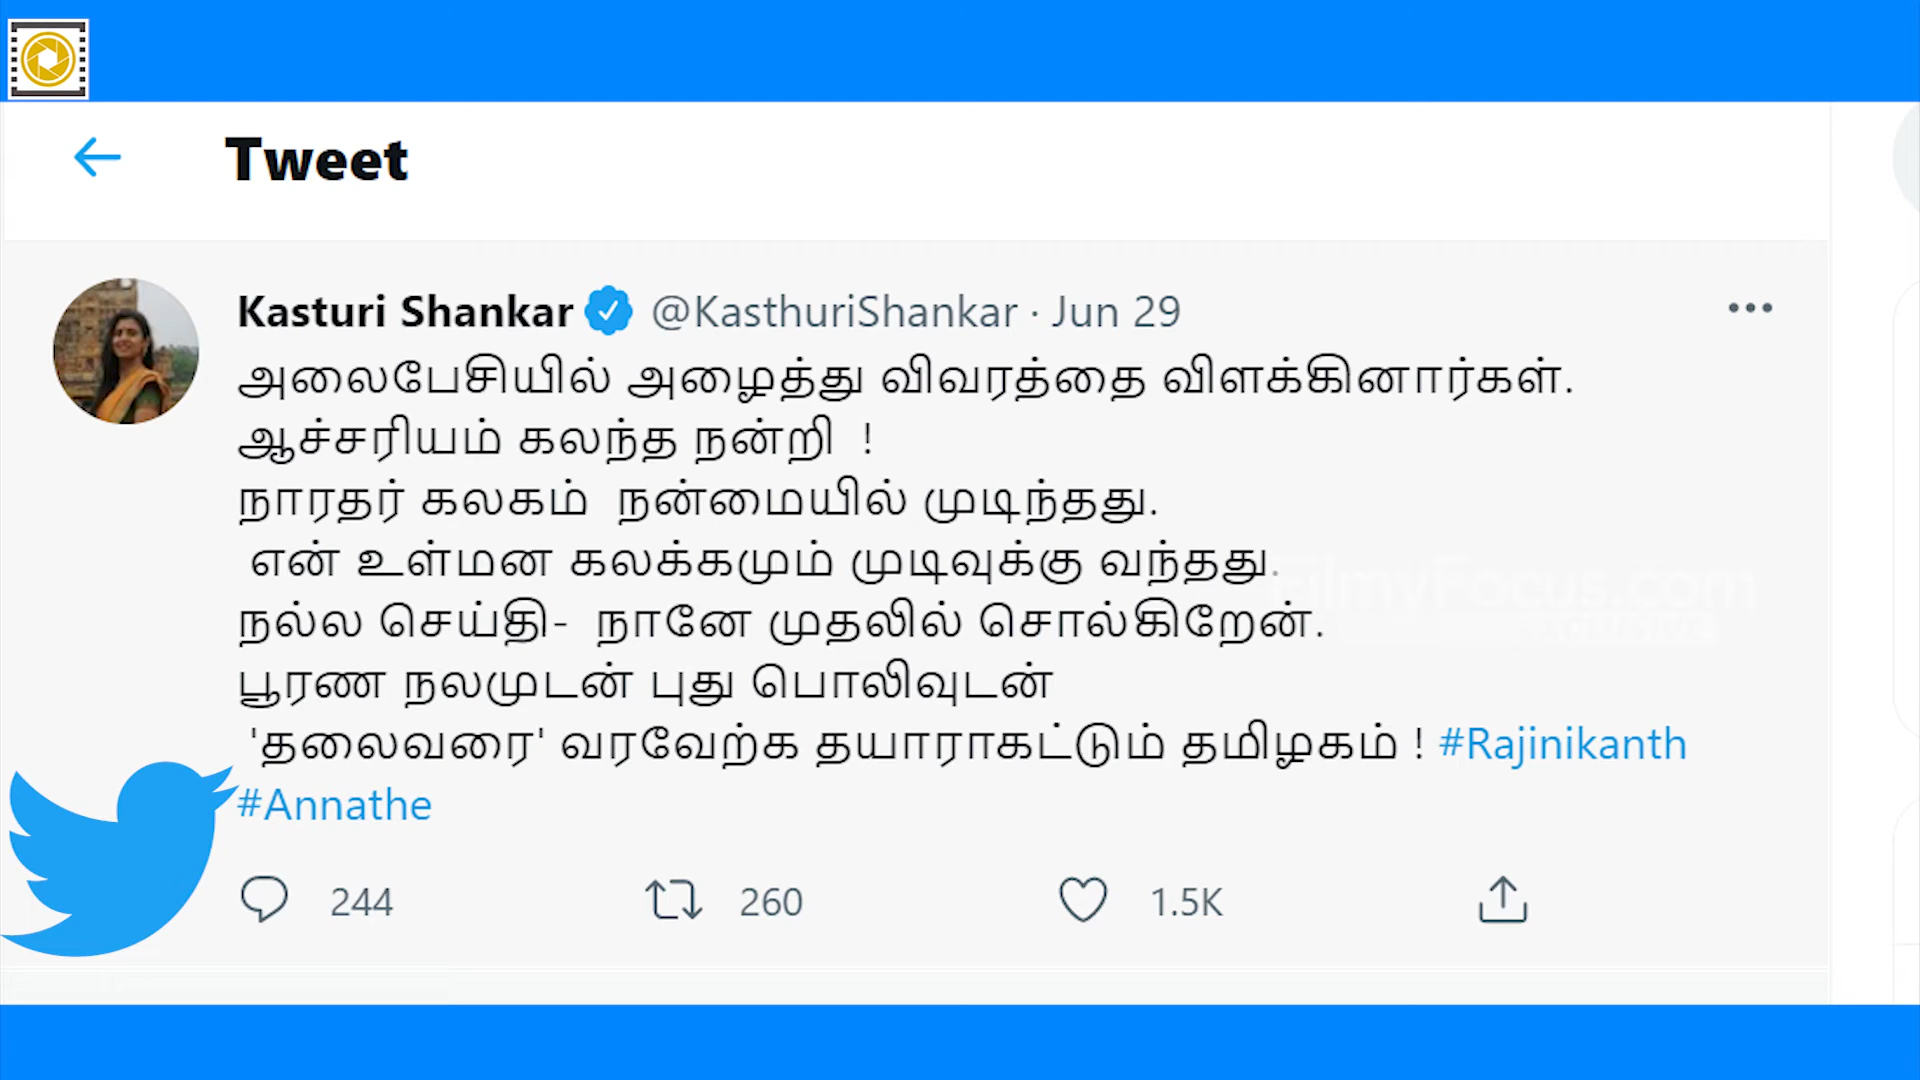 Tweet
Kasturi Shankar @KasthuriShankar · Jun 29
அலைபேசியில் அழைத்து விவரத்தை விளக்கினார்கள்.
ஆச்சரியம் கலந்த நன்றி !
நாரதர் கலகம் நன்மையில் முடிந்தது.
என் உள்மன கலக்கமும் முடிவுக்கு வந்தது.
நல்ல செய்தி- நானே முதலில் சொல்கிறேன்.
பூரண நலமுடன் புது பொலிவுடன்
'தலைவரை' வரவேற்க தயாராகட்டும் தமிழகம் ! #Rajinikanth
#Annathe
244 260 1.5K
FilmyFocus.com